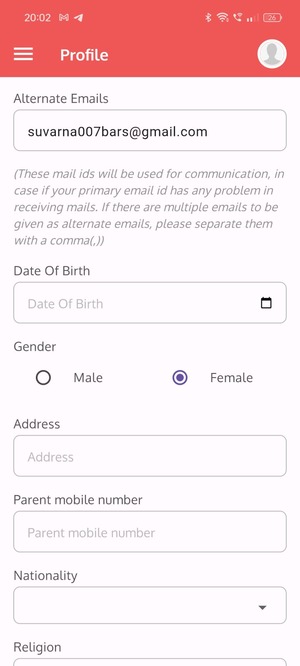 20:02
26
Profile
Alternate Emails
suvarna007bars@gmail.com
(These mail ids will be used for communication, in
case if your primary email id has any problem in
receiving mails. If there are multiple emails to be
given as alternate emails, please separate them
with a comma(,))
Date Of Birth
Date Of Birth
Gender
Male Female
Address
Address
Parent mobile number
Parent mobile number
Nationality
Religion